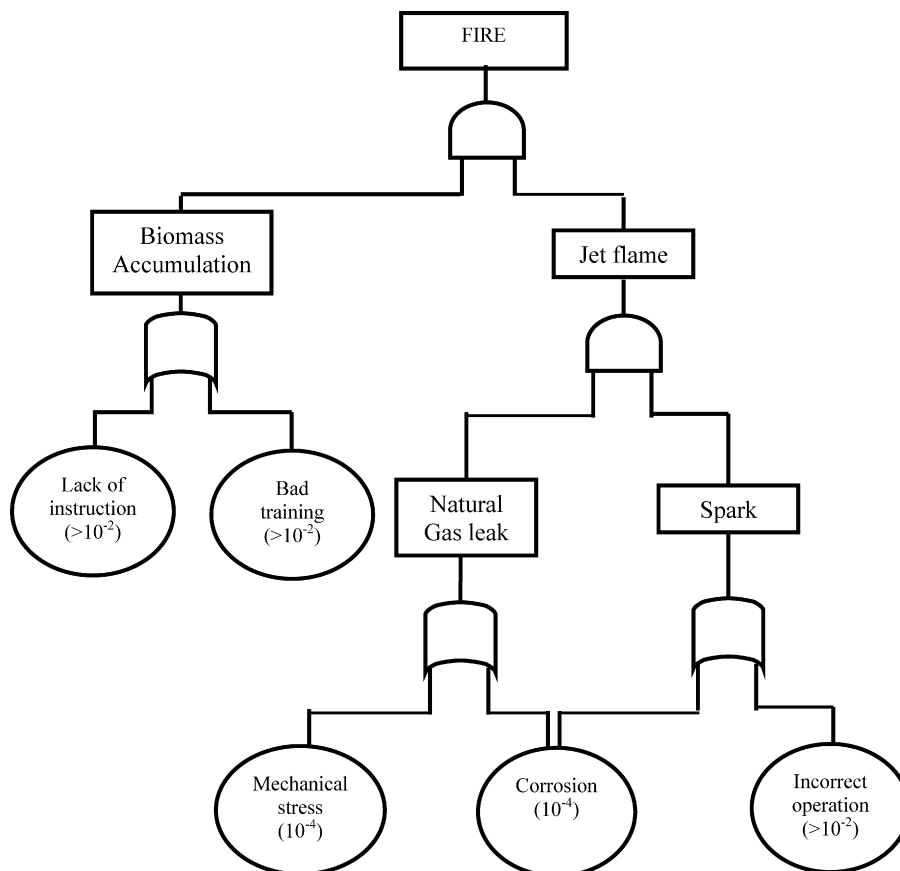 FIRE
Biomass
Accumulation
Jet flame
Lack of
instruction
(>10⁻²)
Bad
training
(>10⁻²)
Natural
Gas leak
Spark
Mechanical
stress
(10⁻⁴)
Corrosion
(10⁻⁴)
Incorrect
operation
(>10⁻²)